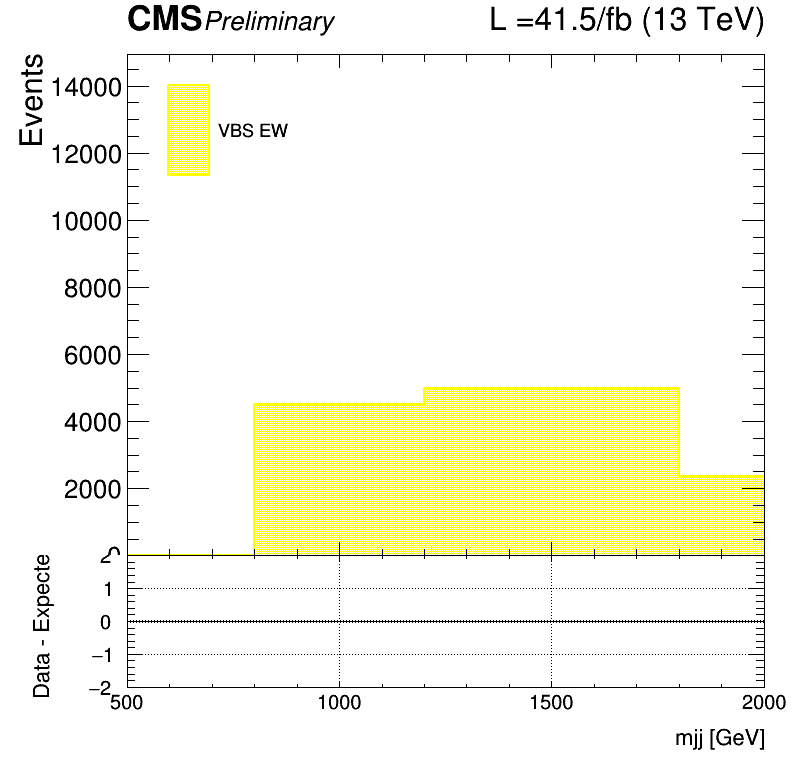 CMS Preliminary L =41.5/fb (13 TeV)
Events
14000
12000
10000
8000
6000
4000
2000
VBS EW
Data - Expecte
2
1
0
−1
−2
500 1000 1500 2000
mjj [GeV]